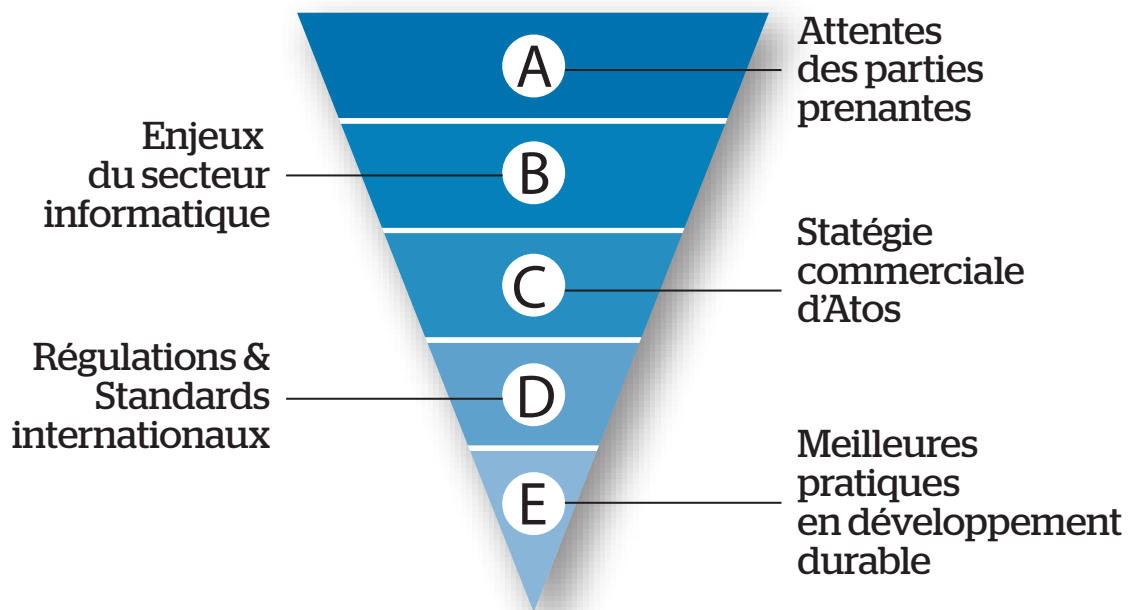 A
Attentes
des parties
prenantes
Enjeux
du secteur
informatique
B
C
Statégie
commerciale
d'Atos
Régulations &
Standards
internationaux
D
E
Meilleures
pratiques
en développement
durable